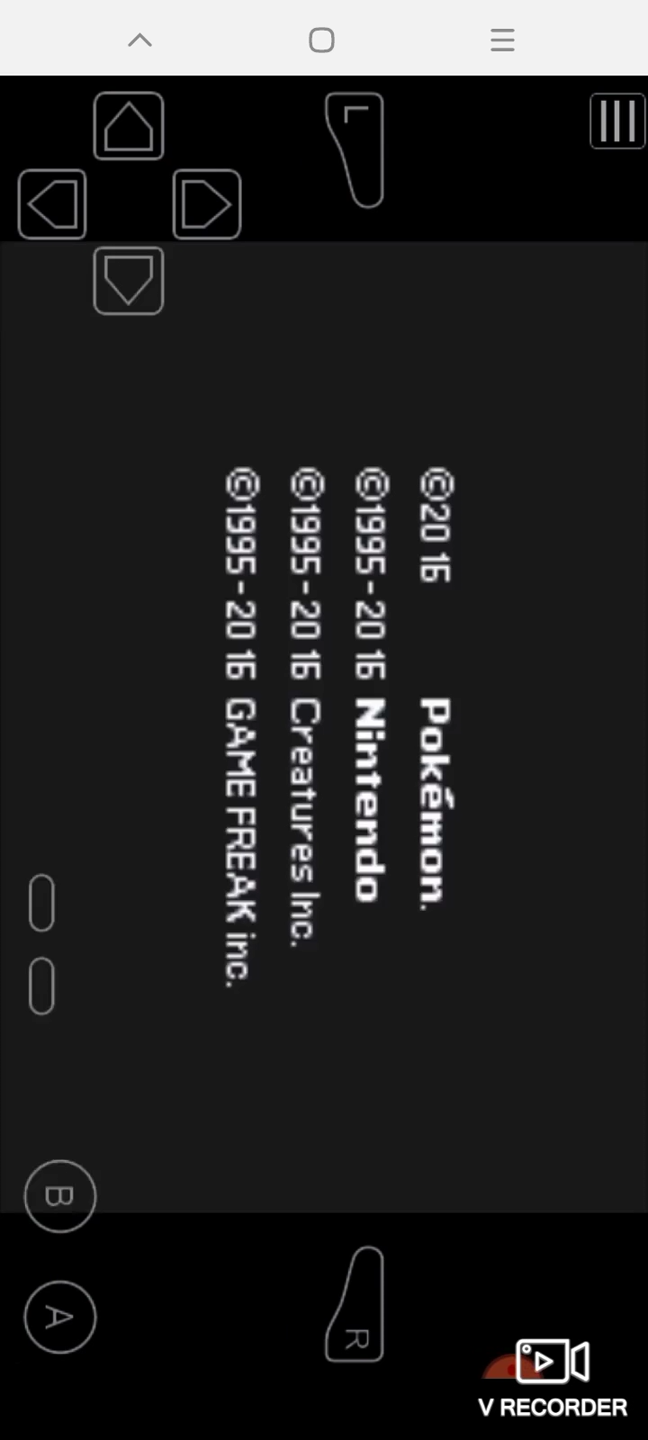 L
©2016 Pokémon.
©1995-2016 Nintendo
©1995-2016 Creatures Inc.
©1995-2016 GAME FREAK inc.
B
A
R
V RECORDER